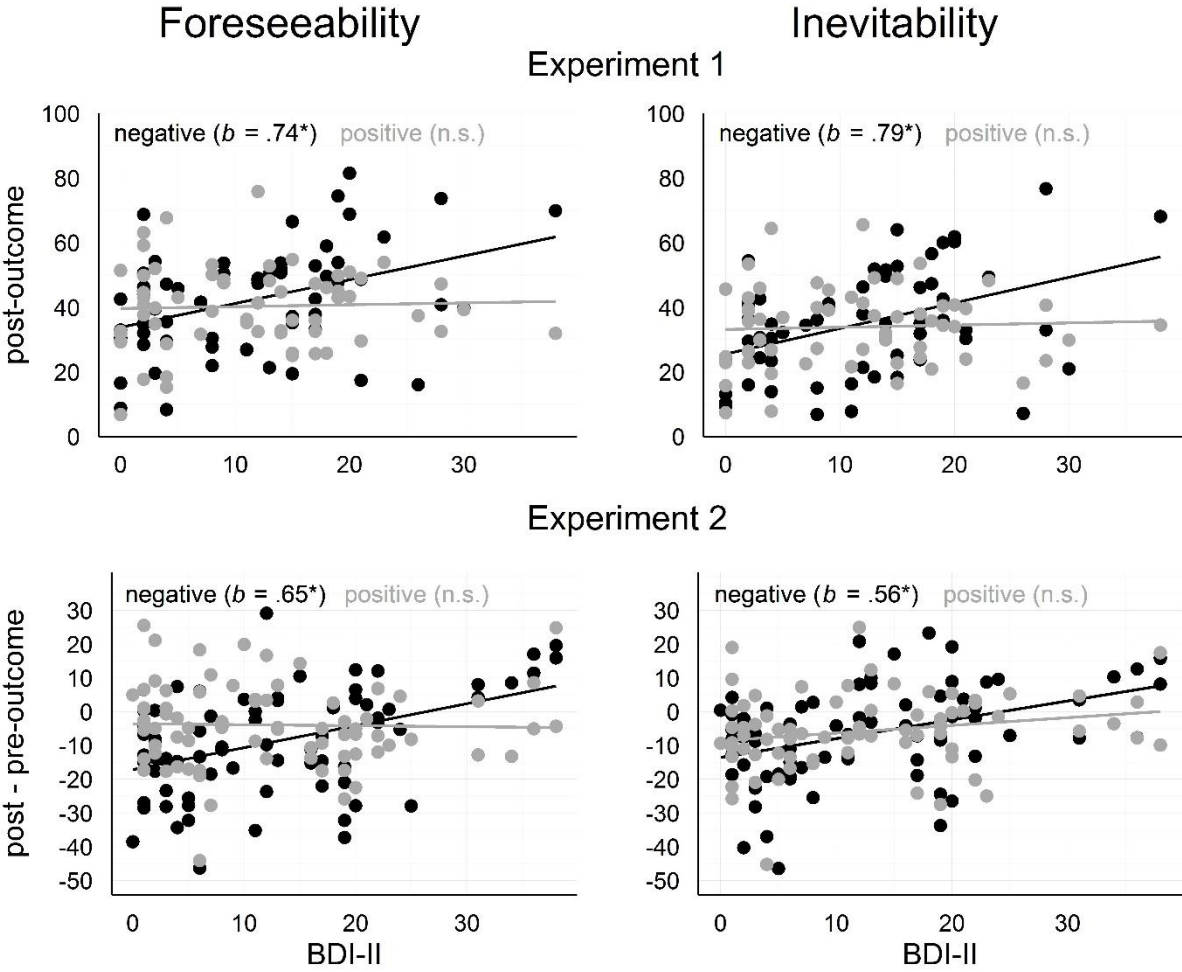 Foreseeability
Inevitability
Experiment 1
post-outcome
negative (b = .74*) positive (n.s.)
100
80
60
40
20
0
0 10 20 30
negative (b = .79*) positive (n.s.)
100
80
60
40
20
0
0 10 20 30
Experiment 2
post - pre-outcome
negative (b = .65*) positive (n.s.)
30
20
10
0
-10
-20
-30
-40
-50
0 10 20 30
BDI-II
negative (b = .56*) positive (n.s.)
30
20
10
0
-10
-20
-30
-40
-50
0 10 20 30
BDI-II